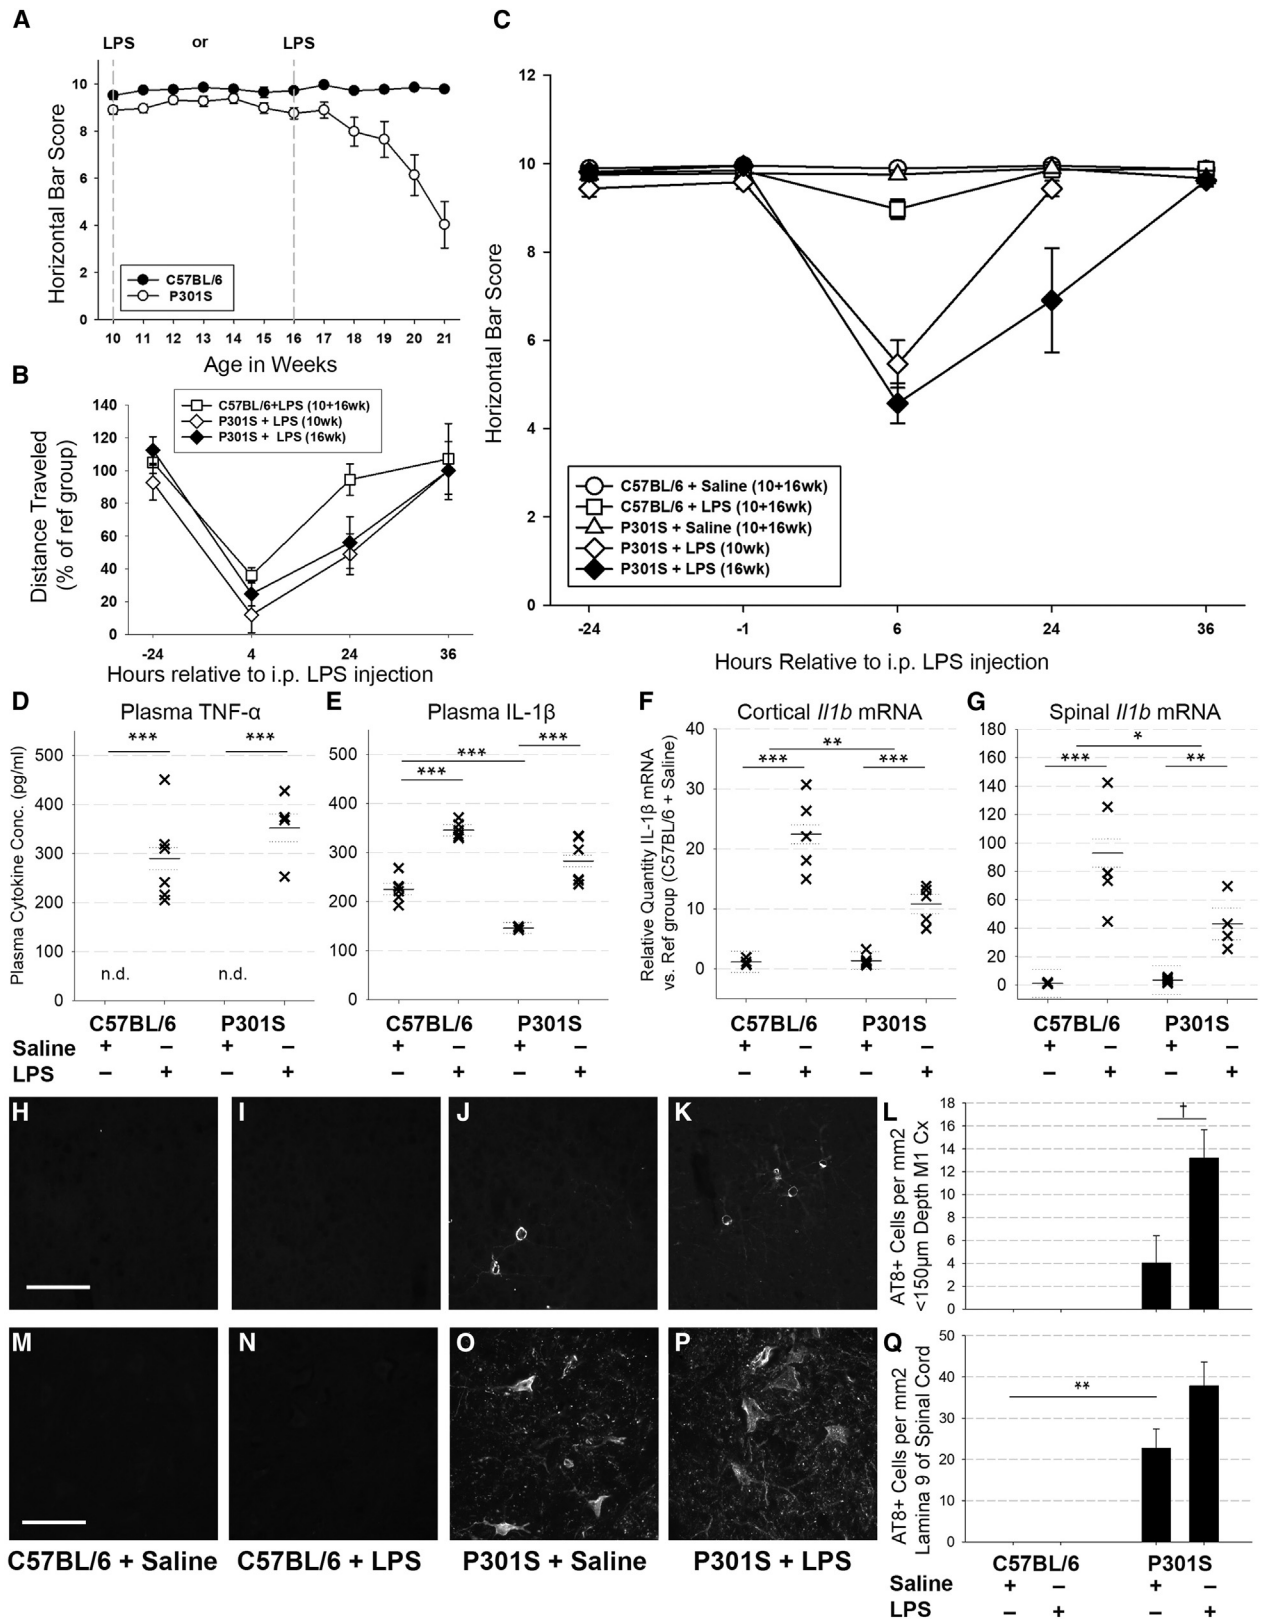 A
LPS or LPS
Horizontal Bar Score
10
8
6
4
2
0
C57BL/6
P301S
10 11 12 13 14 15 16 17 18 19 20 21
Age in Weeks
B
Distance Traveled
(% of ref group)
140
120
100
80
60
40
20
0
C57BL/6+LPS (10+16wk)
P301S + LPS (10wk)
P301S + LPS (16wk)
-24 4 24 36
Hours relative to i.p. LPS injection
C
Horizontal Bar Score
12
10
8
6
4
2
0
C57BL/6 + Saline (10+16wk)
C57BL/6 + LPS (10+16wk)
P301S + Saline (10+16wk)
P301S + LPS (10wk)
P301S + LPS (16wk)
-24 -1 6 24 36
Hours Relative to i.p. LPS injection
D
Plasma TNF-α
Plasma Cytokine Conc. (pg/ml)
500
400
300
200
100
0
*** ***
n.d. n.d.
E
Plasma IL-1β
500
400
300
200
100
0
***
***
***
F
Cortical Il1b mRNA
Relative Quantity IL-1β mRNA
vs. Ref group (C57BL/6 + Saline)
40
30
20
10
0
**
*** ***
G
Spinal Il1b mRNA
180
160
140
120
100
80
60
40
20
0
*
*** **
C57BL/6 P301S C57BL/6 P301S C57BL/6 P301S C57BL/6 P301S
Saline + – + – + – + – + – + – + – + –
LPS – + – + – + – + – + – + – + – +
H I J K
L
AT8+ Cells per mm2
<150µm Depth M1 Cx
18
16
14
12
10
8
6
4
2
0
†
M N O P
Q
AT8+ Cells per mm2
Lamina 9 of Spinal Cord
50
40
30
20
10
0
**
C57BL/6 + Saline C57BL/6 + LPS P301S + Saline P301S + LPS
C57BL/6 P301S
Saline + – + –
LPS – + – +